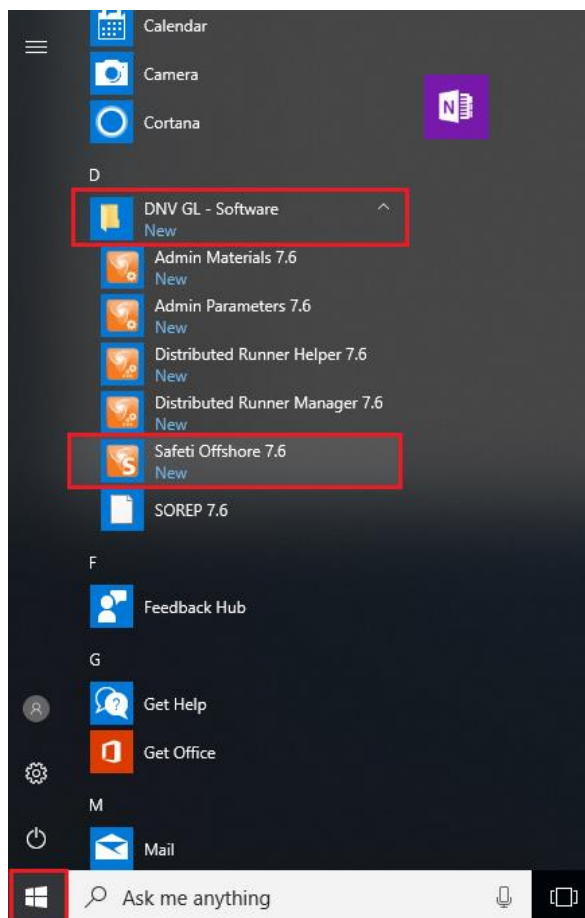 Calendar
Camera
N
Cortana
D
DNV GL - Software
New
Admin Materials 7.6
New
Admin Parameters 7.6
New
Distributed Runner Helper 7.6
New
Distributed Runner Manager 7.6
New
Safeti Offshore 7.6
New
SOREP 7.6
F
Feedback Hub
G
Get Help
Get Office
M
Mail
Ask me anything